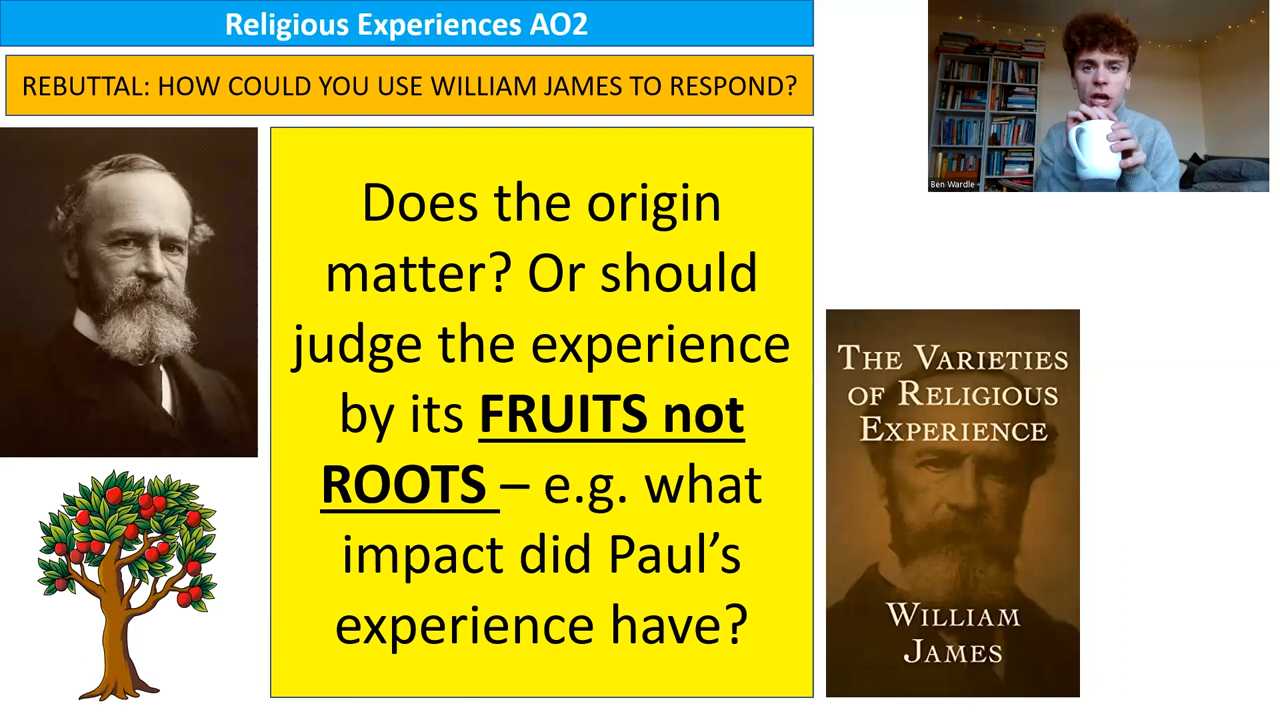 Religious Experiences AO2
REBUTTAL: HOW COULD YOU USE WILLIAM JAMES TO RESPOND?
Ben Wardle
Does the origin
matter? Or should
judge the experience
by its FRUITS not
ROOTS – e.g. what
impact did Paul’s
experience have?
THE VARIETIES
OF RELIGIOUS
EXPERIENCE
WILLIAM
JAMES